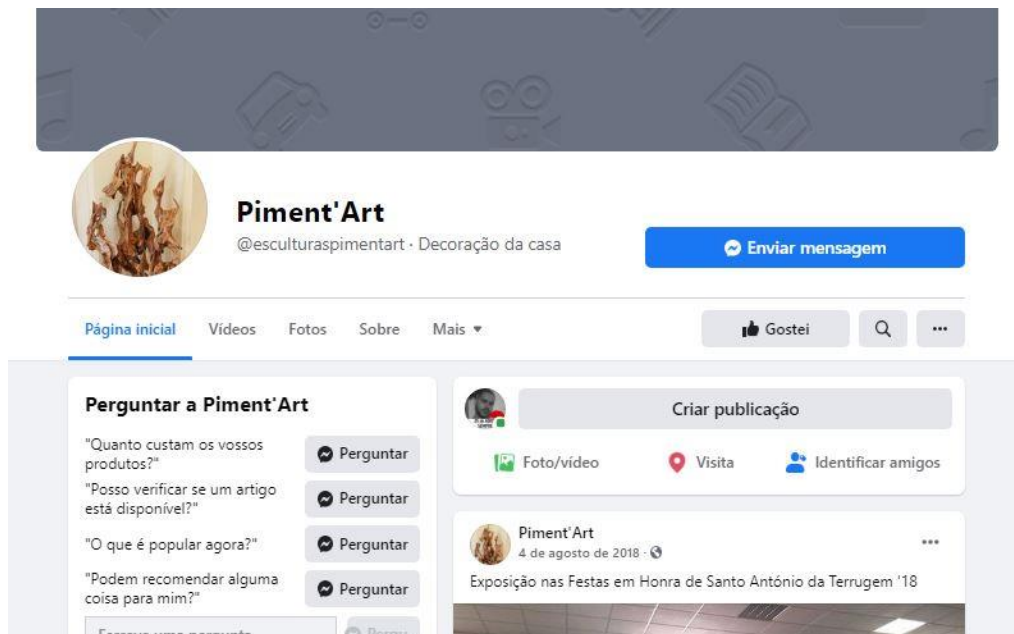 Piment'Art
@esculturaspimentart · Decoração da casa
Enviar mensagem
Página inicial
Vídeos
Fotos
Sobre
Mais
Gostei
Perguntar a Piment'Art
"Quanto custam os vossos
produtos?"
Perguntar
"Posso verificar se um artigo
está disponível?"
Perguntar
"O que é popular agora?"
Perguntar
"Podem recomendar alguma
coisa para mim?"
Perguntar
Criar publicação
Foto/vídeo
Visita
Identificar amigos
Piment'Art
4 de agosto de 2018
Exposição nas Festas em Honra de Santo António da Terrugem '18